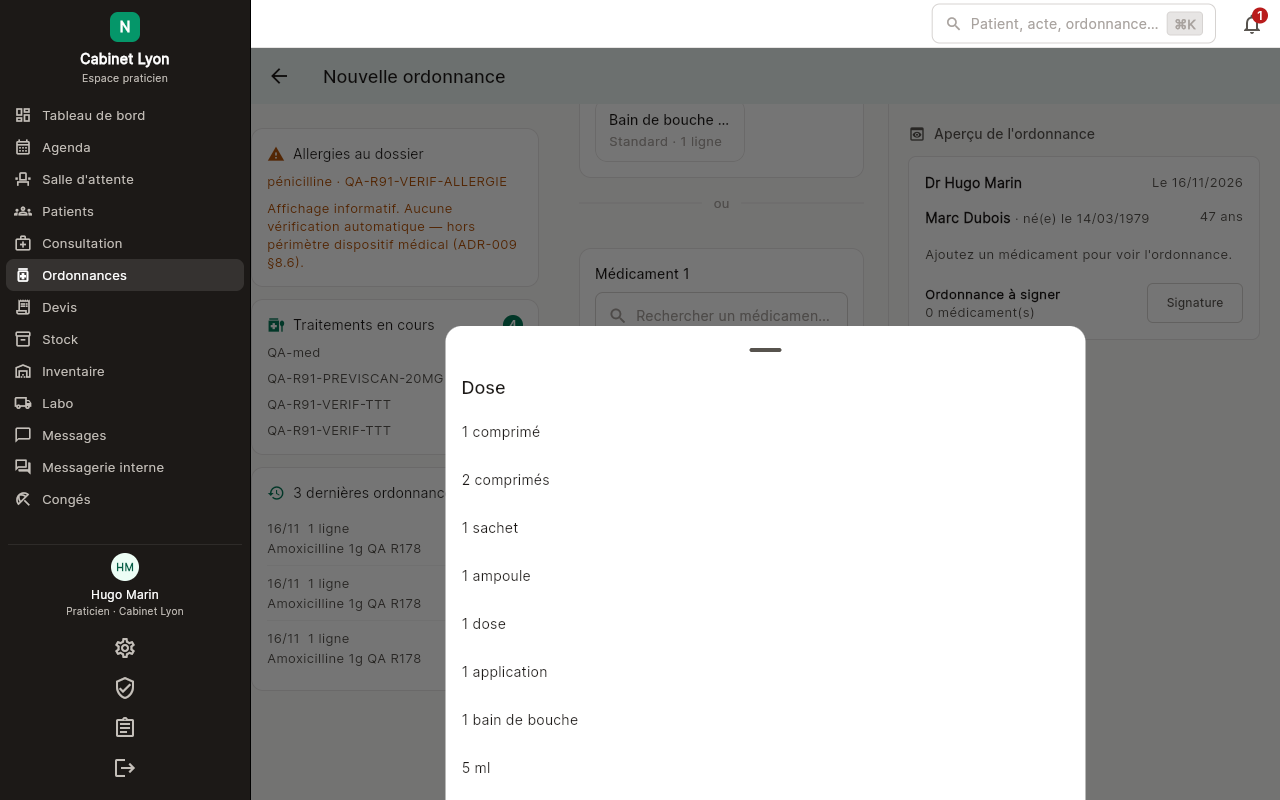 N
Cabinet Lyon
Espace praticien
Tableau de bord
Agenda
Salle d'attente
Patients
Consultation
Ordonnances
Devis
Stock
Inventaire
Labo
Messages
Messagerie interne
Congés
HM
Hugo Marin
Praticien · Cabinet Lyon
Patient, acte, ordonnance... ⌘K
1
Nouvelle ordonnance
Allergies au dossier
pénicilline · QA-R91-VERIF-ALLERGIE
Affichage informatif. Aucune
vérification automatique — hors
périmètre dispositif médical (ADR-009
§8.6).
Traitements en cours
QA-med
QA-R91-PREVISCAN-20MG
QA-R91-VERIF-TTT
QA-R91-VERIF-TTT
3 dernières ordonnanc
16/11 1 ligne
Amoxicilline 1g QA R178
16/11 1 ligne
Amoxicilline 1g QA R178
16/11 1 ligne
Amoxicilline 1g QA R178
Bain de bouche ...
Standard · 1 ligne
ou
Médicament 1
Rechercher un médicamen...
Aperçu de l'ordonnance
Dr Hugo Marin
Le 16/11/2026
Marc Dubois · né(e) le 14/03/1979
47 ans
Ajoutez un médicament pour voir l'ordonnance.
Ordonnance à signer
0 médicament(s)
Signature
Dose
1 comprimé
2 comprimés
1 sachet
1 ampoule
1 dose
1 application
1 bain de bouche
5 ml